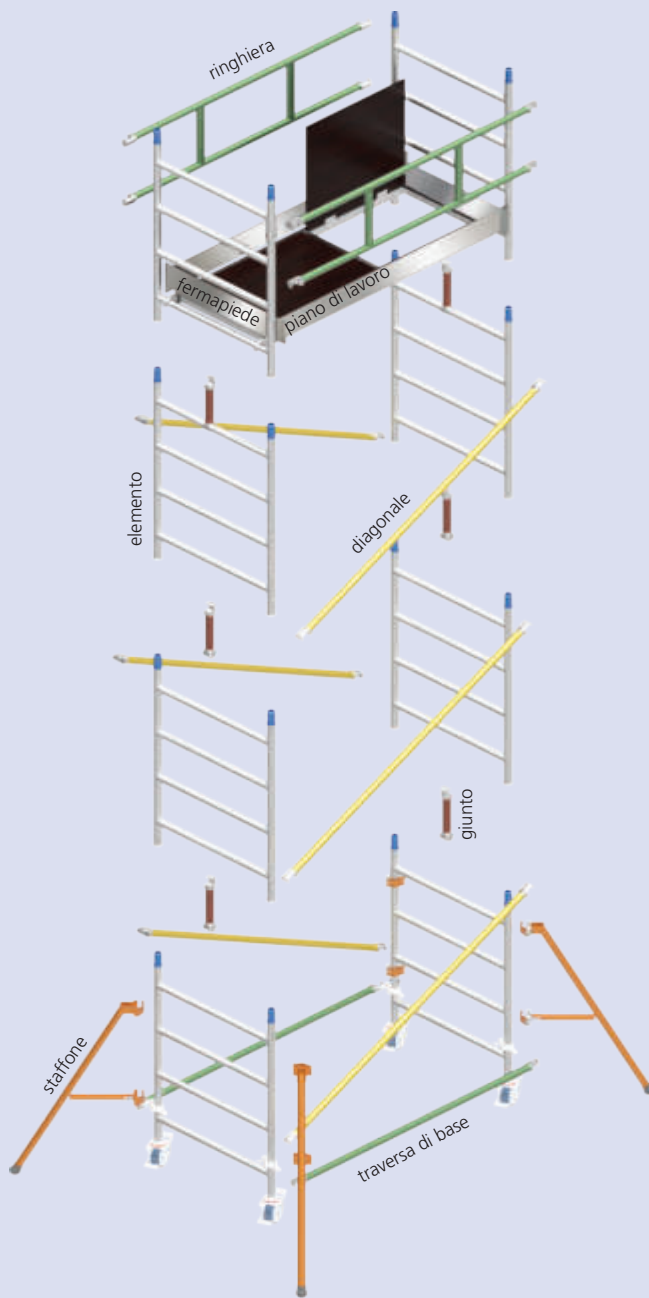 ringhiera
fermapiede
piano di lavoro
elemento
diagonale
giunto
staffone
traversa di base